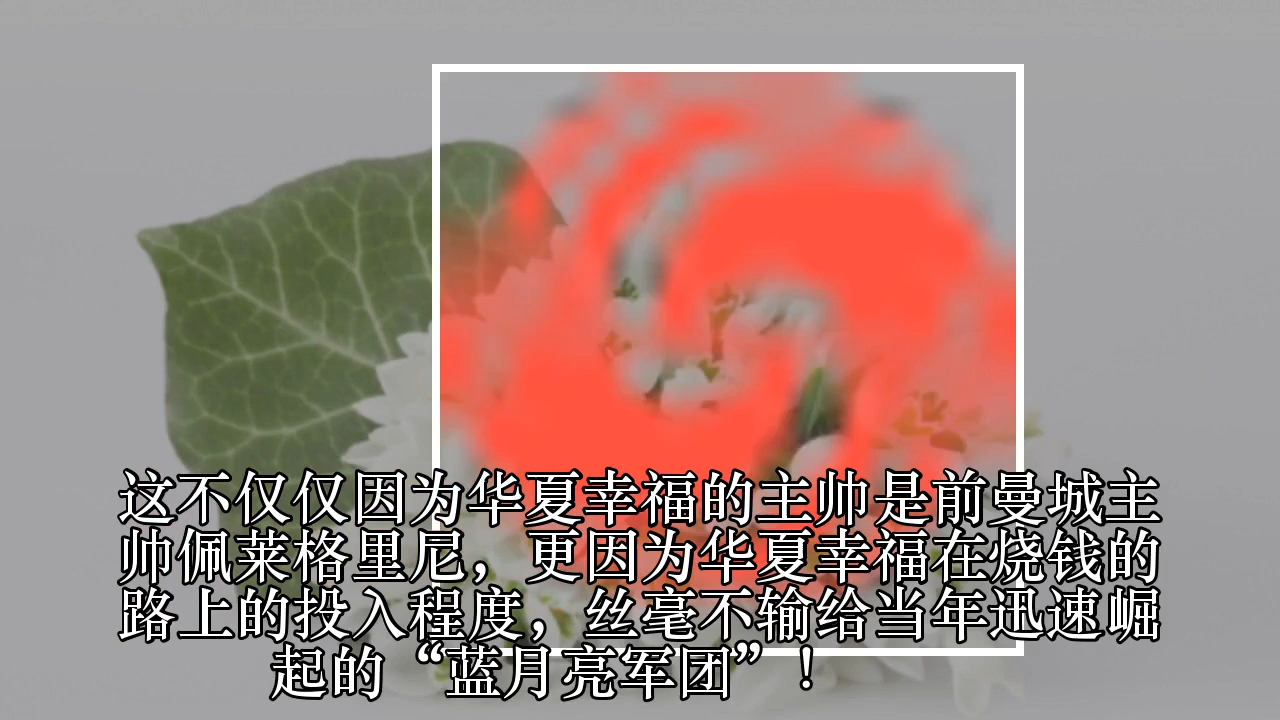 这不仅仅因为华夏幸福的主帅是前曼城主
帅佩莱格里尼，更因为华夏幸福在烧钱的
路上的投入程度，丝毫不输给当年迅速崛
起的“蓝月亮军团”！